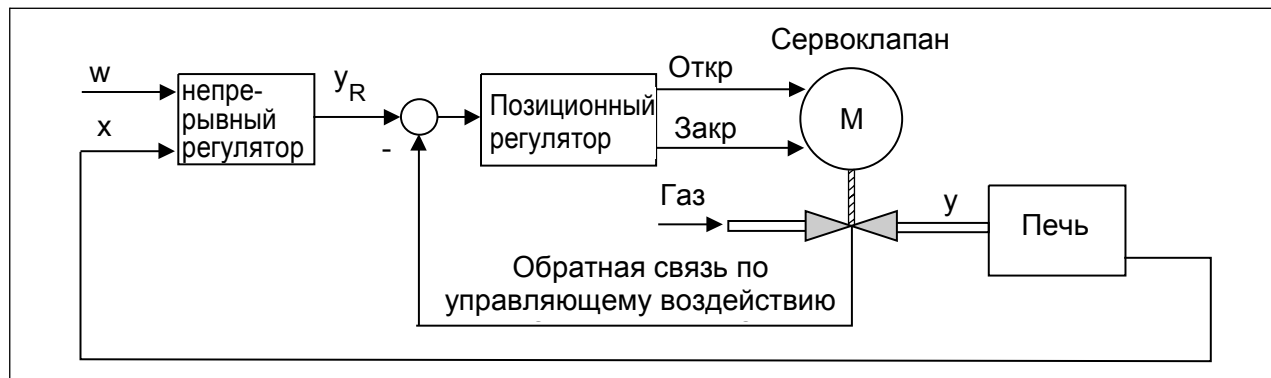 Сервоклапан
w
x
непре-
рывный
регулятор
y R
-
Позиционный
регулятор
Откр
Закр
М
Газ
y
Печь
Обратная связь по
управляющему воздействию